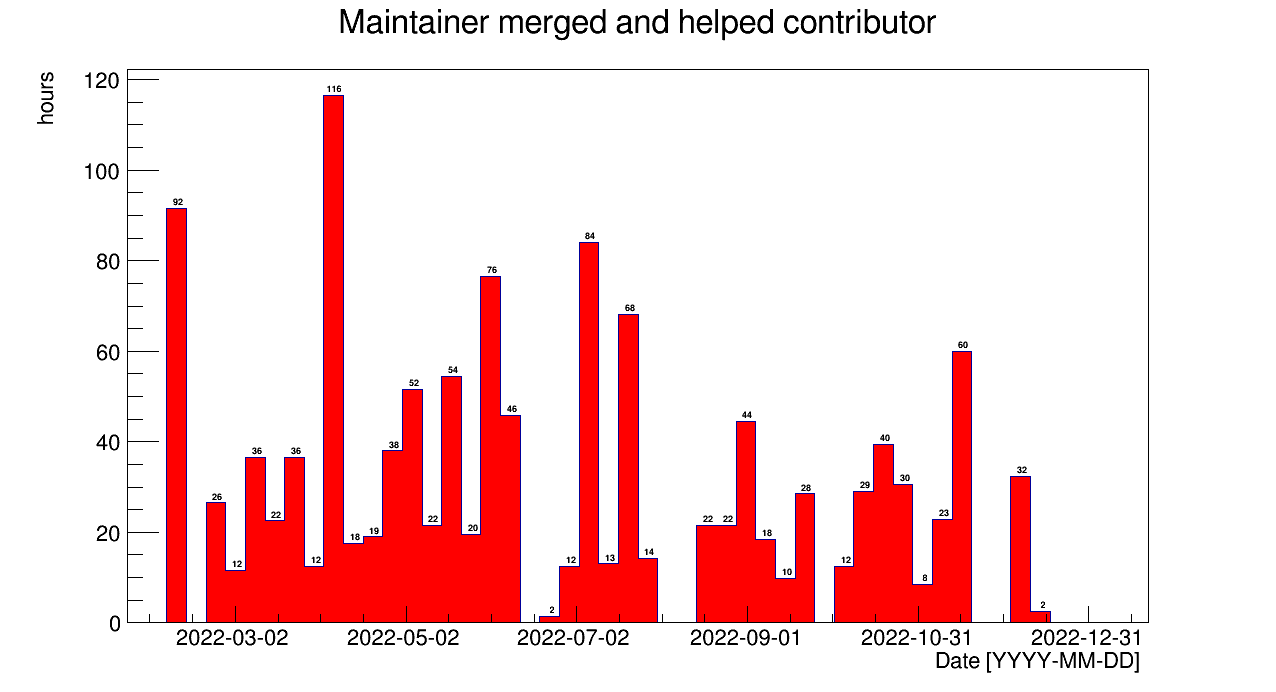 Maintainer merged and helped contributor
hours
120
100
80
60
40
20
0
92 26 12 36 22 36 12 116 18 19 38 52 22 54 20 76 46 2 12 84 13 68 14 22 22 44 18 10 28 12 29 40 30 8 23 60 32 2
2022-03-02 2022-05-02 2022-07-02 2022-09-01 2022-10-31 2022-12-31
Date [YYYY-MM-DD]